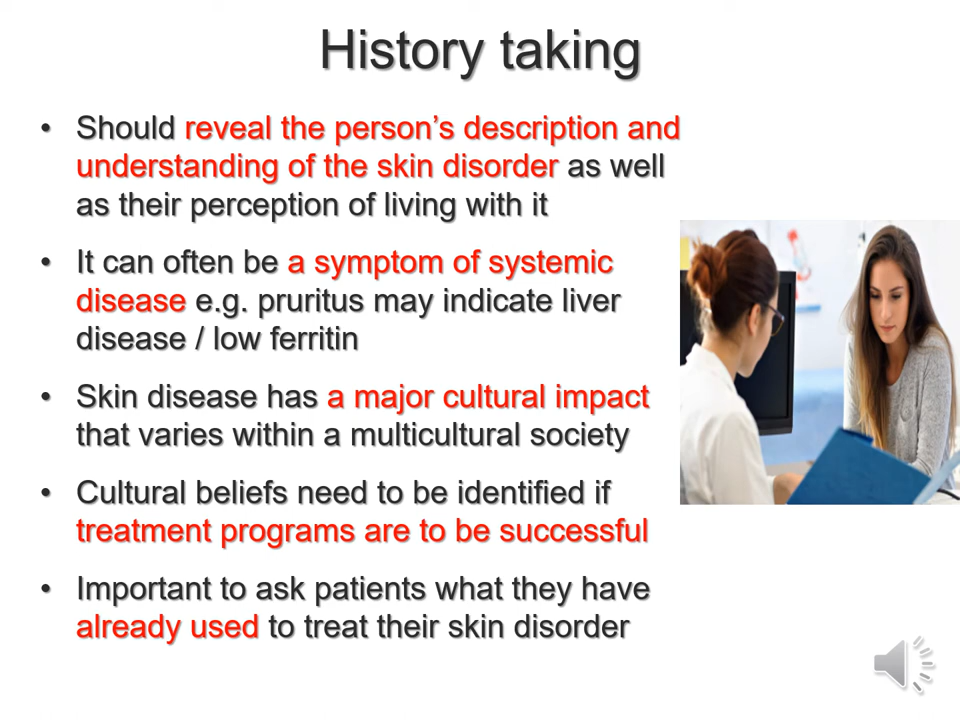 History taking
• Should reveal the person’s description and
understanding of the skin disorder as well
as their perception of living with it
• It can often be a symptom of systemic
disease e.g. pruritus may indicate liver
disease / low ferritin
• Skin disease has a major cultural impact
that varies within a multicultural society
• Cultural beliefs need to be identified if
treatment programs are to be successful
• Important to ask patients what they have
already used to treat their skin disorder